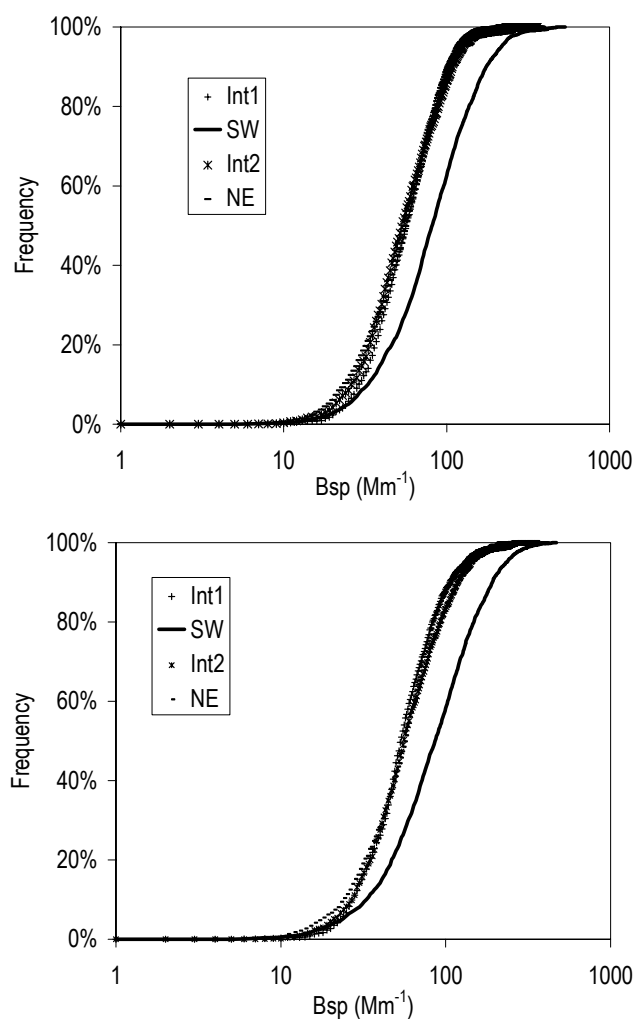 100%
80%
60%
40%
20%
0%
Frequency
Int1
SW
Int2
NE
1
10
100
1000
Bsp (Mm⁻¹)
100%
80%
60%
40%
20%
0%
Frequency
Int1
SW
Int2
NE
1
10
100
1000
Bsp (Mm⁻¹)